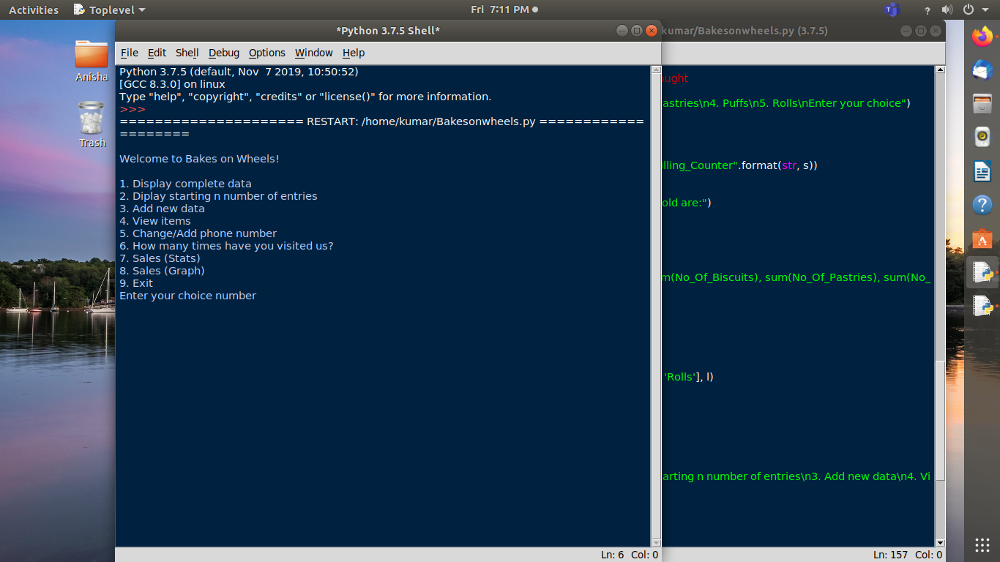 Activities
Toplevel
Fri 7:11 PM
*Python 3.7.5 Shell*
kumar/Bakesonwheels.py (3.7.5)
File Edit Shell Debug Options Window Help
Anisha
Trash
Python 3.7.5 (default, Nov  7 2019, 10:50:52)
[GCC 8.3.0] on linux
Type "help", "copyright", "credits" or "license()" for more information.
>>>
===================== RESTART: /home/kumar/Bakesonwheels.py ============
========
Welcome to Bakes on Wheels!
1. Display complete data
2. Diplay starting n number of entries
3. Add new data
4. View items
5. Change/Add phone number
6. How many times have you visited us?
7. Sales (Stats)
8. Sales (Graph)
9. Exit
Enter your choice number
Ln: 6 Col: 0
ought
astries\n4. Puffs\n5. Rolls\nEnter your choice")
illing_Counter".format(str, s))
old are:")
m(No_Of_Biscuits), sum(No_Of_Pastries), sum(No_
'Rolls'], l)
arting n number of entries\n3. Add new data\n4. Vi
Ln: 157 Col: 0